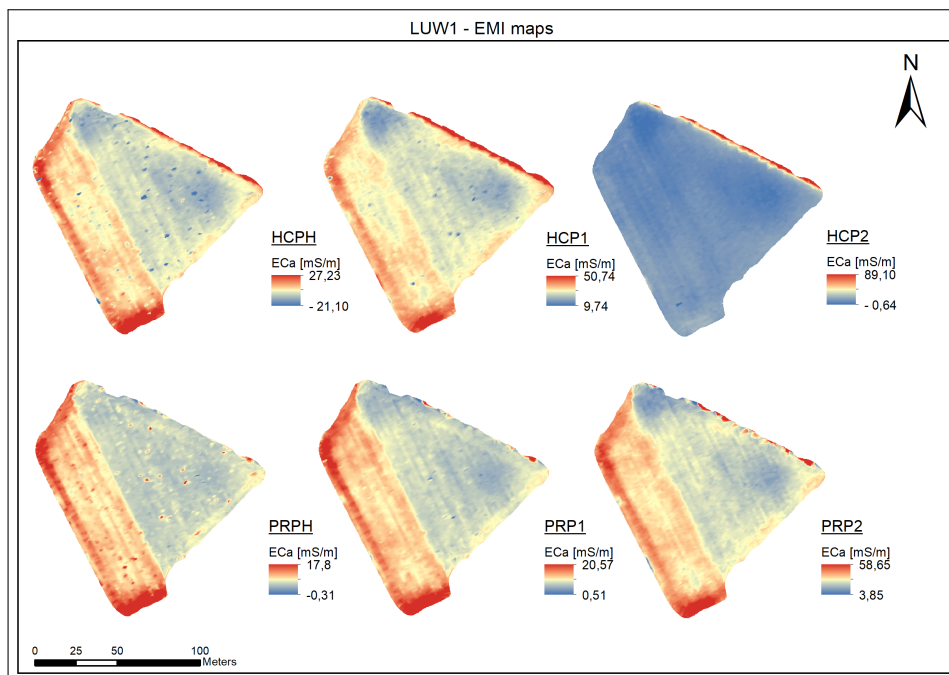 LUW1 - EMI maps
N
HCPH
ECa [mS/m]
27,23
- 21,10
HCP1
ECa [mS/m]
50,74
9,74
HCP2
ECa [mS/m]
89,10
- 0,64
PRPH
ECa [mS/m]
17,8
-0,31
PRP1
ECa [mS/m]
20,57
0,51
PRP2
ECa [mS/m]
58,65
3,85
0 25 50 100
Meters